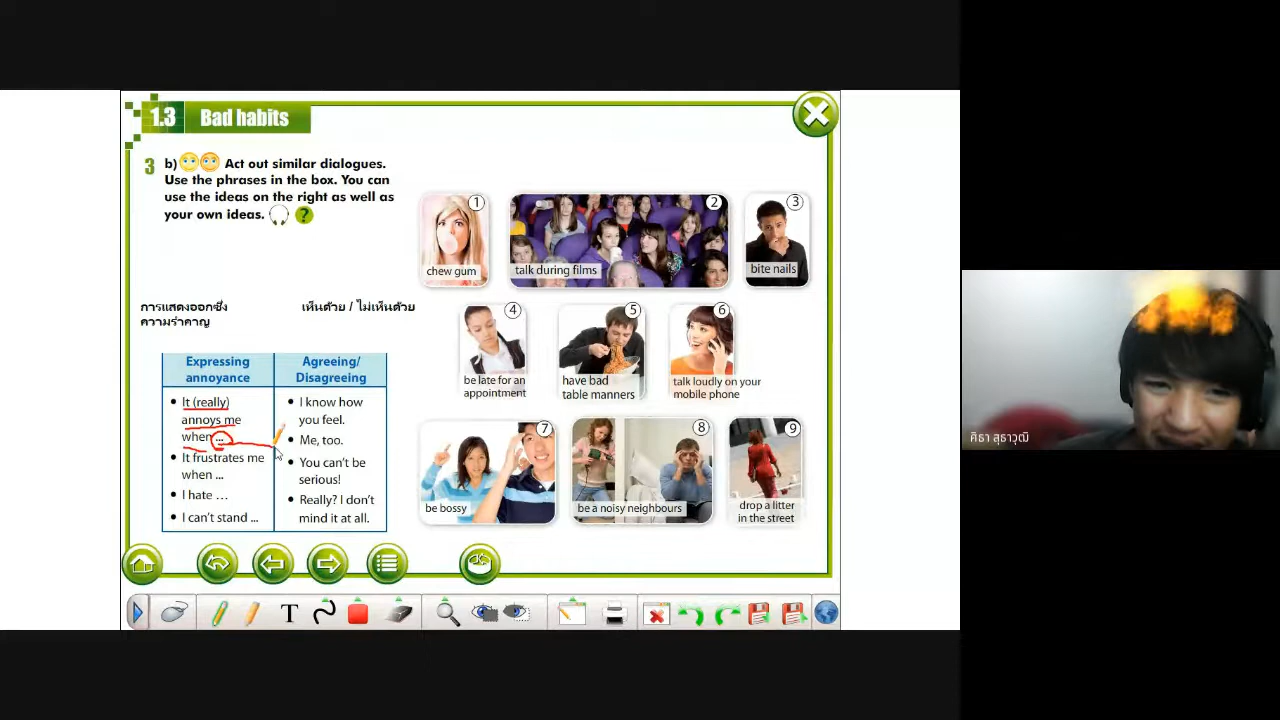 1.3 Bad habits
3 b) Act out similar dialogues.
Use the phrases in the box. You can
use the ideas on the right as well as
your own ideas. ?
1
chew gum
2
talk during films
3
bite nails
การแสดงออกซึ่ง
ความรำคาญ
เห็นด้วย / ไม่เห็นด้วย
4
be late for an
appointment
5
have bad
table manners
6
talk loudly on your
mobile phone
Expressing
annoyance
Agreeing/
Disagreeing
• It (really)
annoys me
when ...
• It frustrates me
when ...
• I hate ...
• I can't stand ...
• I know how
you feel.
• Me, too.
• You can't be
serious!
• Really? I don't
mind it at all.
7
be bossy
8
be a noisy neighbours
9
drop a litter
in the street
T
ศิธา สุธาวุฒิ